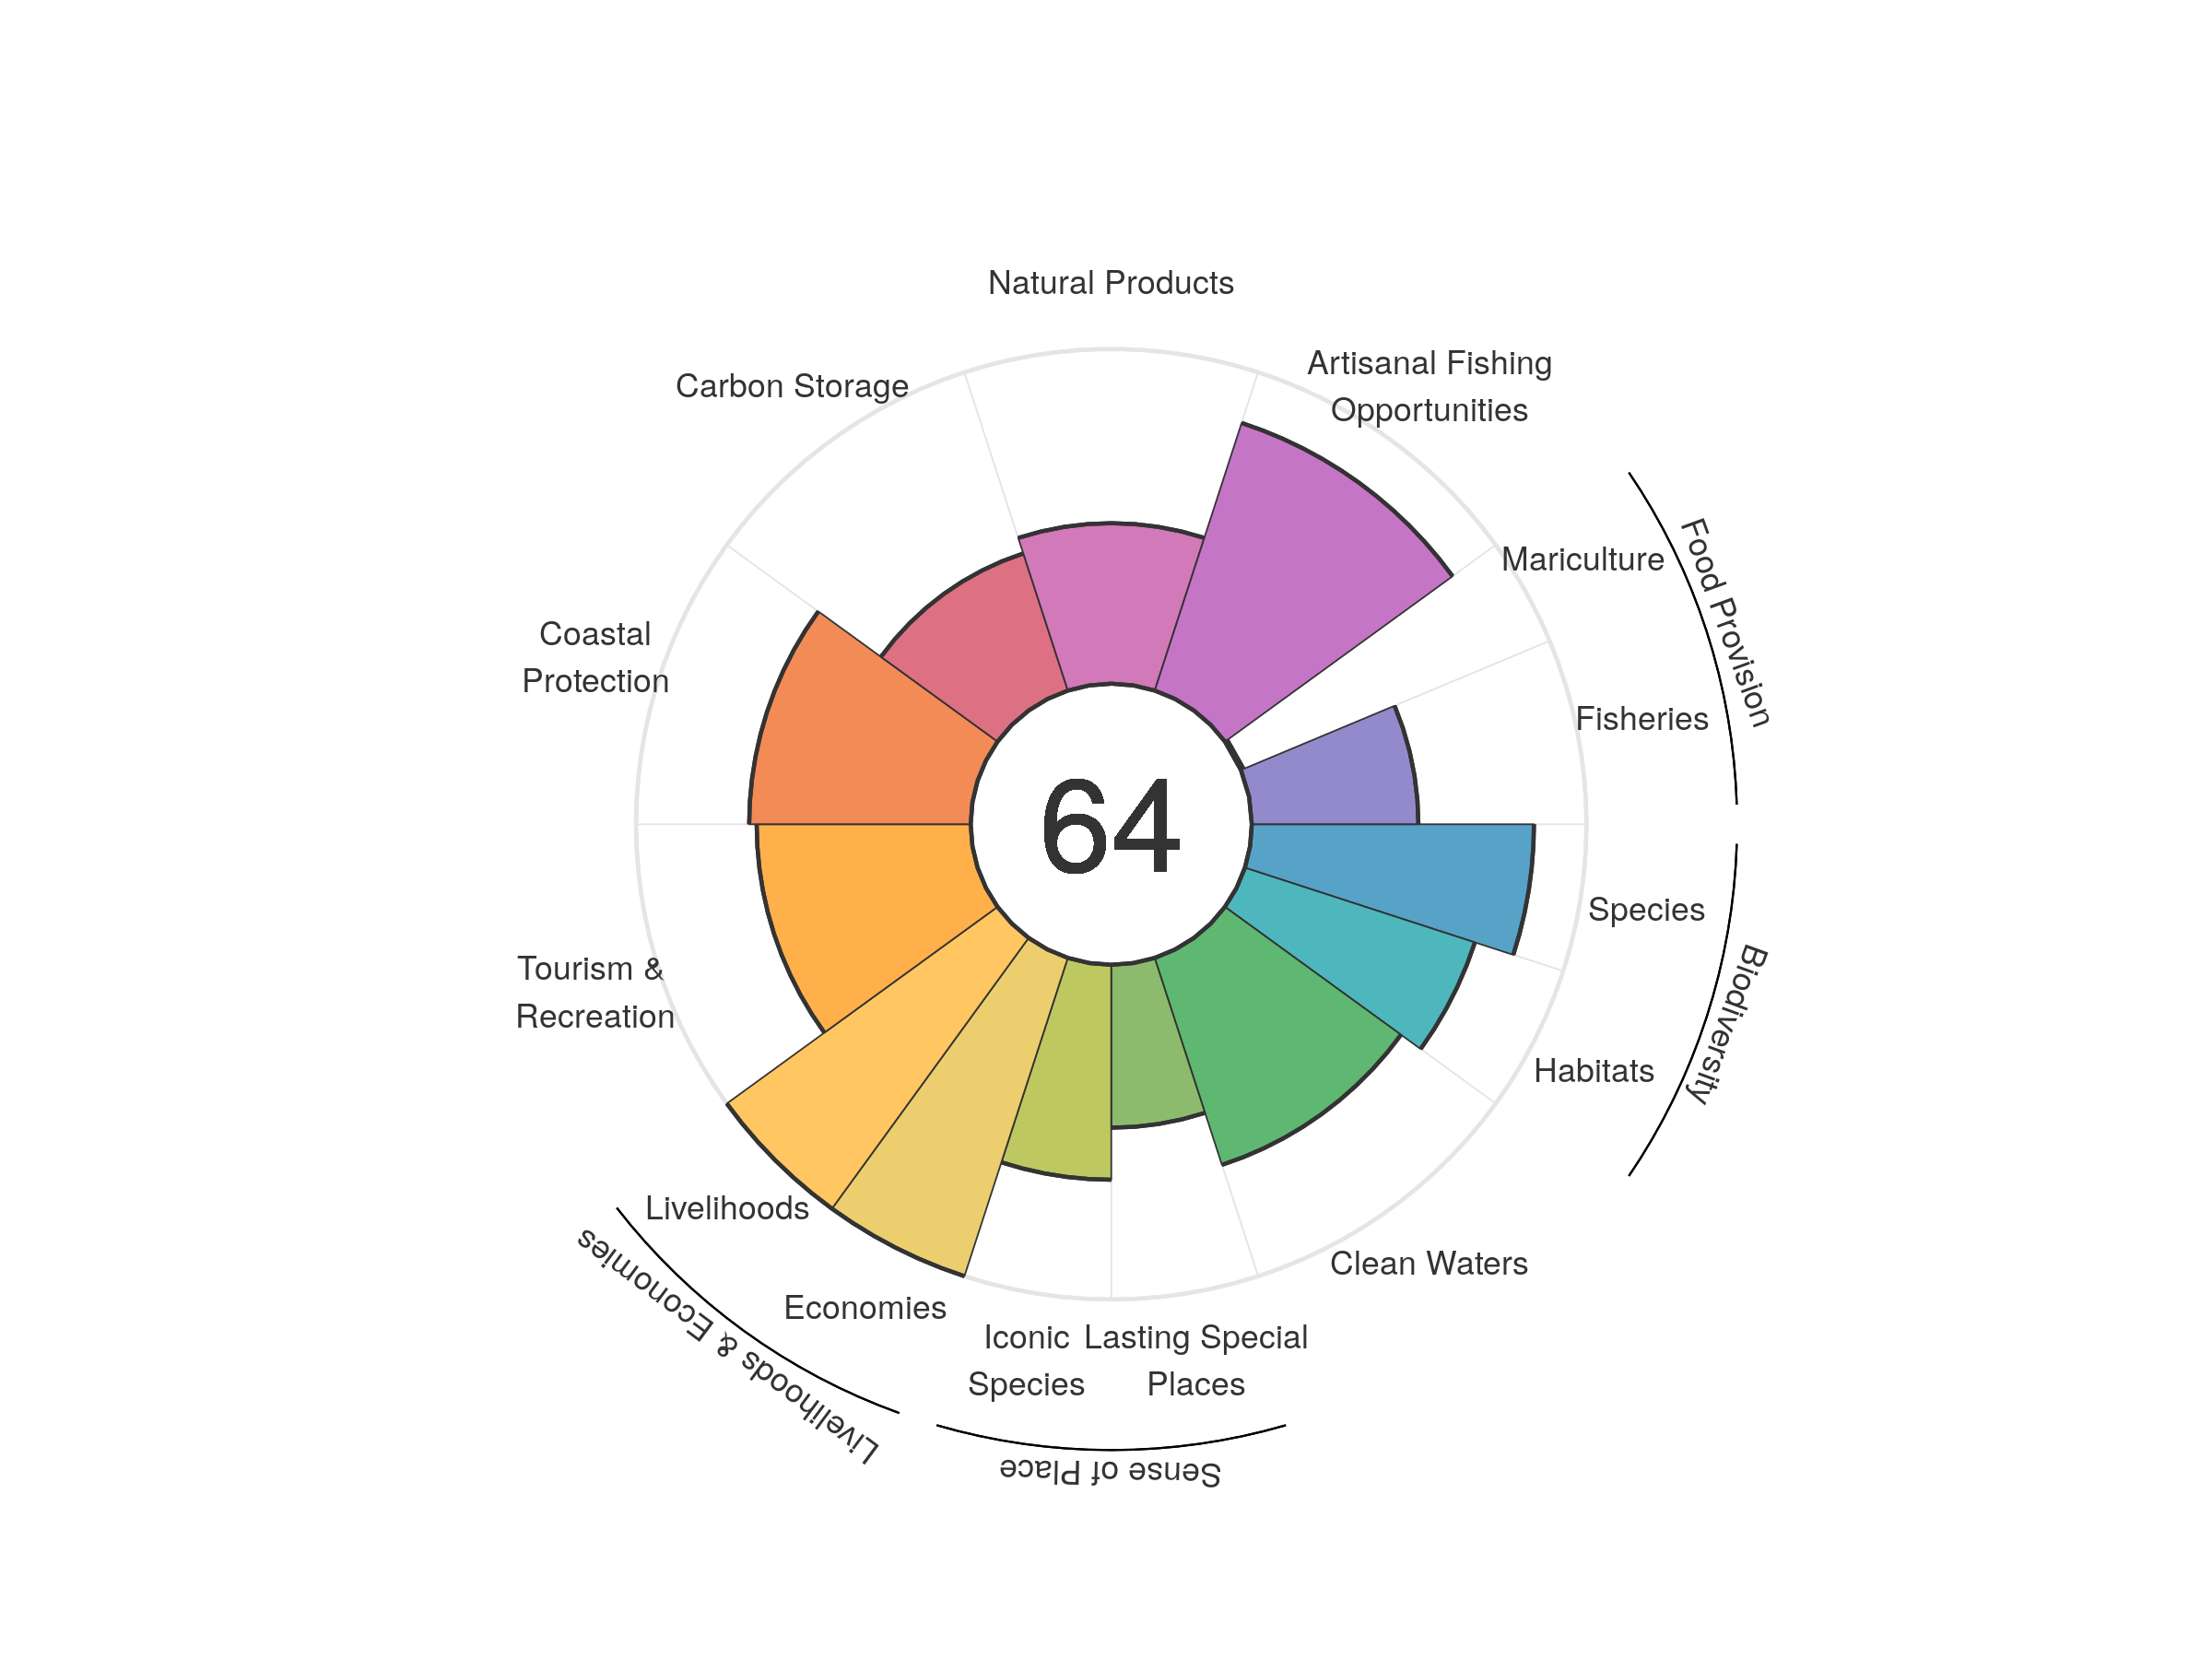 Natural Products
Artisanal Fishing
Opportunities
Carbon Storage
Mariculture
Food Provision
Coastal
Protection
Fisheries
64
Species
Biodiversity
Tourism &
Recreation
Habitats
Livelihoods
Clean Waters
Economies
Livelihoods & Economies
Iconic
Species
Lasting Special
Places
Sense of Place